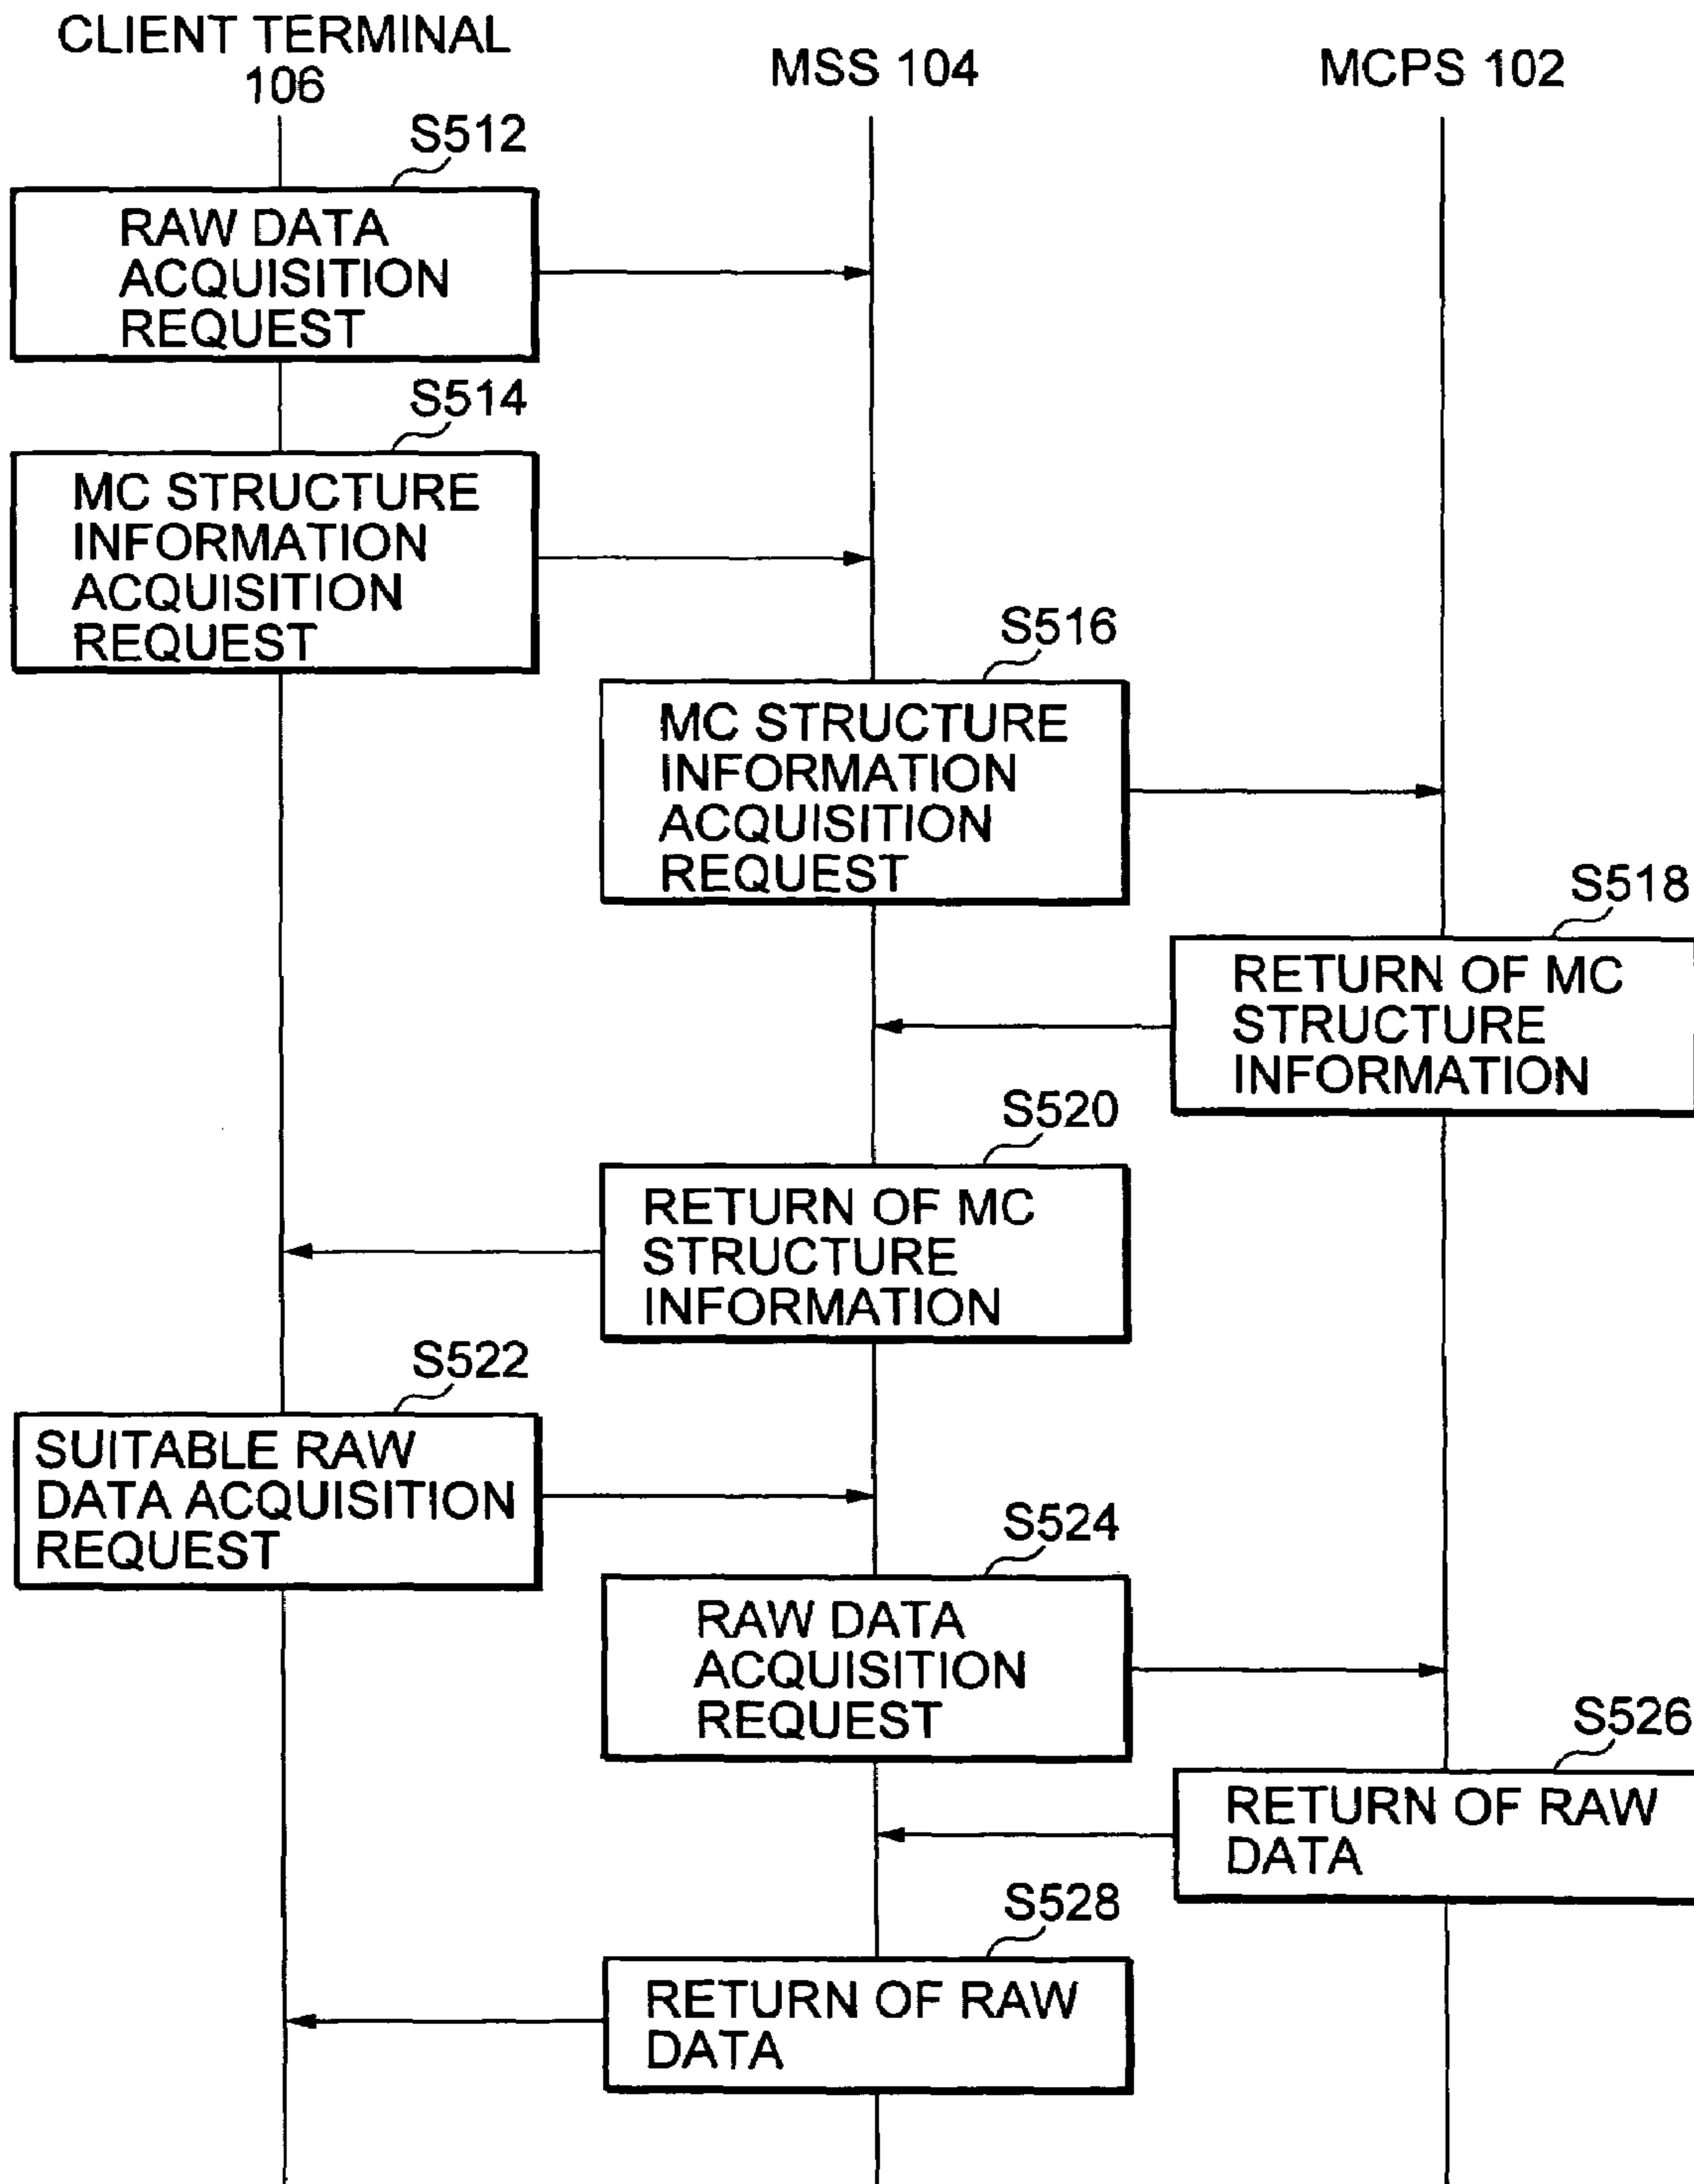 CLIENT TERMINAL
106
MSS 104
MCPS 102
S512
RAW DATA
ACQUISITION
REQUEST
S514
MC STRUCTURE
INFORMATION
ACQUISITION
REQUEST
S516
MC STRUCTURE
INFORMATION
ACQUISITION
REQUEST
S518
RETURN OF MC
STRUCTURE
INFORMATION
S520
RETURN OF MC
STRUCTURE
INFORMATION
S522
SUITABLE RAW
DATA ACQUISITION
REQUEST
S524
RAW DATA
ACQUISITION
REQUEST
S526
RETURN OF RAW
DATA
S528
RETURN OF RAW
DATA